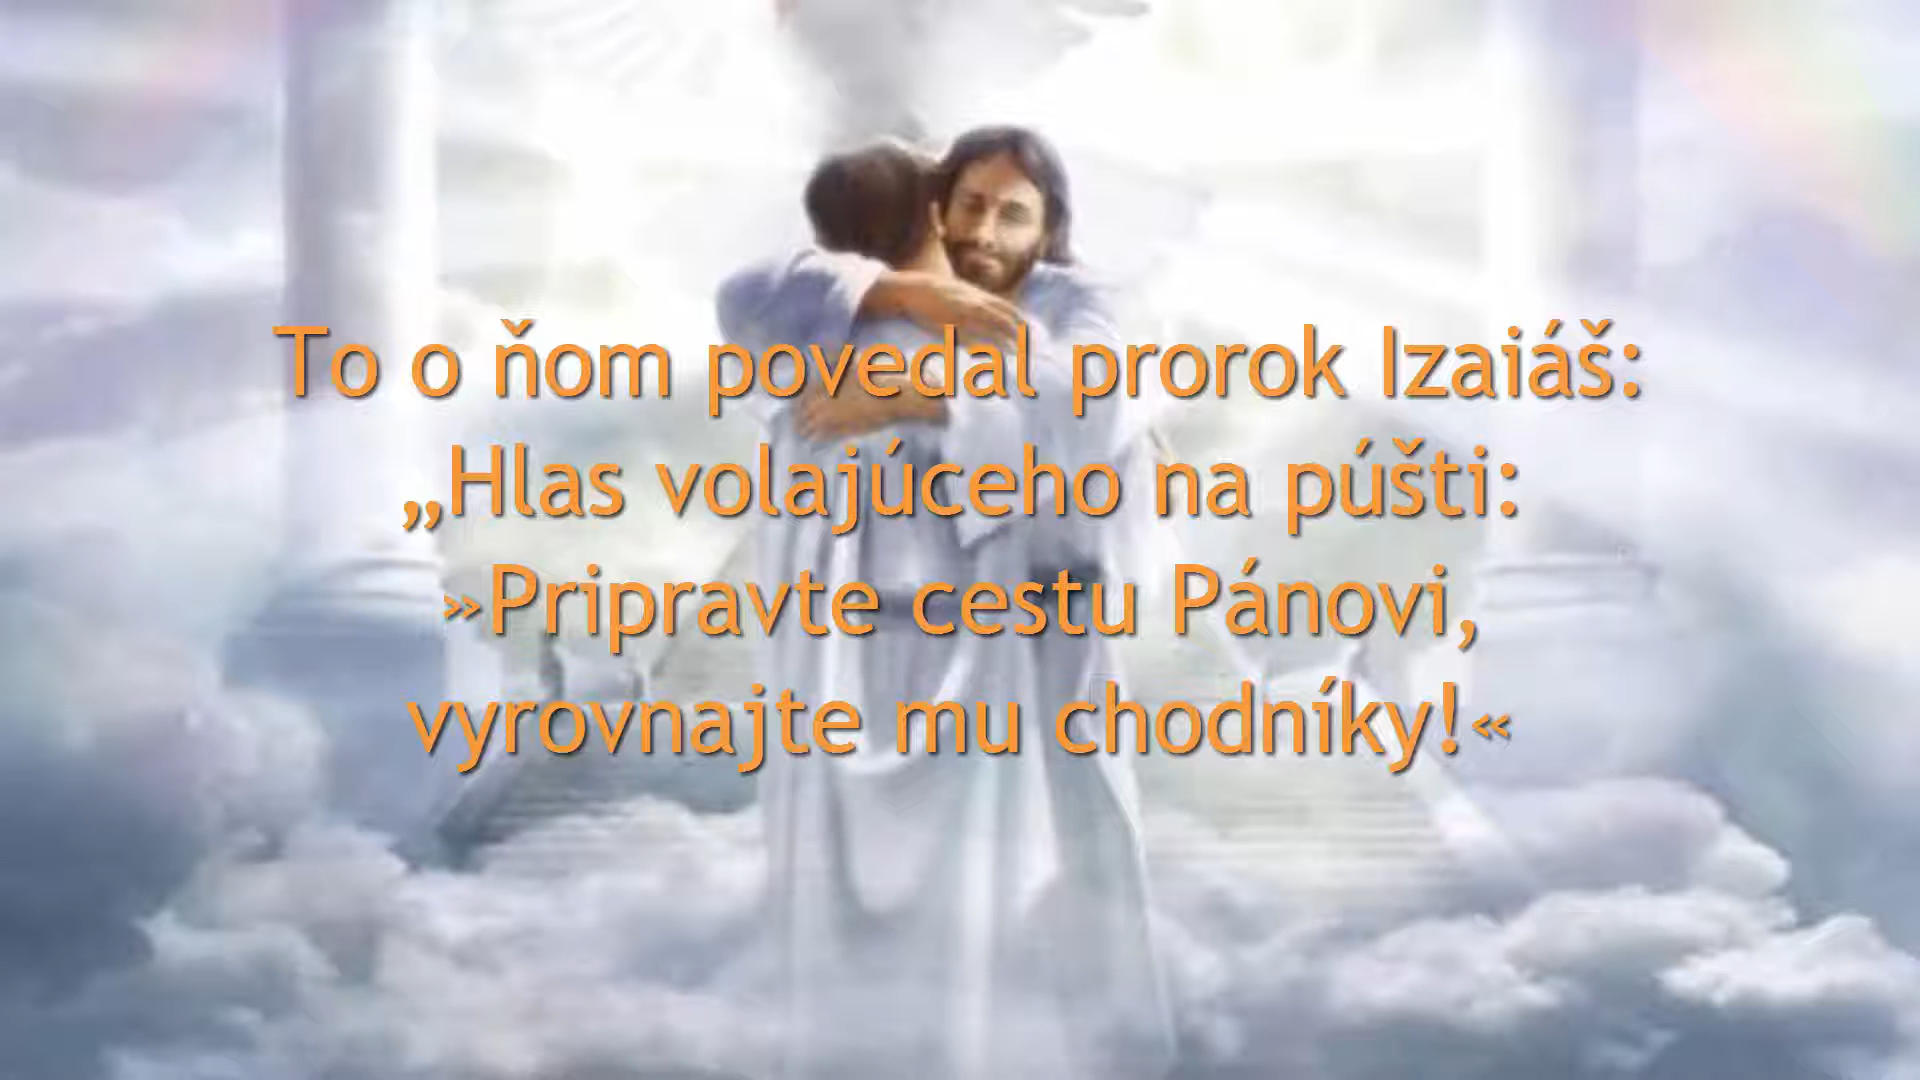 To o ňom povedal prorok Izaiáš:
„Hlas volajúceho na púšti:
»Pripravte cestu Pánovi,
vyrovnajte mu chodníky!«